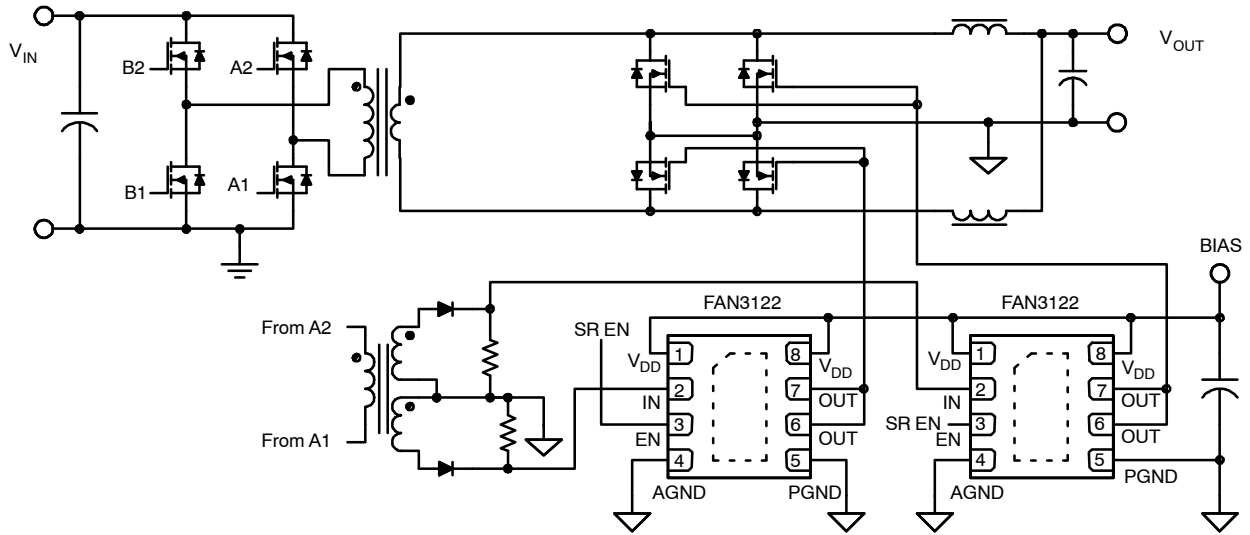 V_IN
B2
A2
V_OUT
B1
A1
BIAS
FAN3122
FAN3122
From A2
SR EN
1
8
V_DD
V_DD
2
7
IN
OUT
3
6
EN
OUT
4
5
AGND
PGND
1
8
V_DD
V_DD
2
7
IN
OUT
SR EN
3
6
EN
OUT
4
5
AGND
PGND
From A1